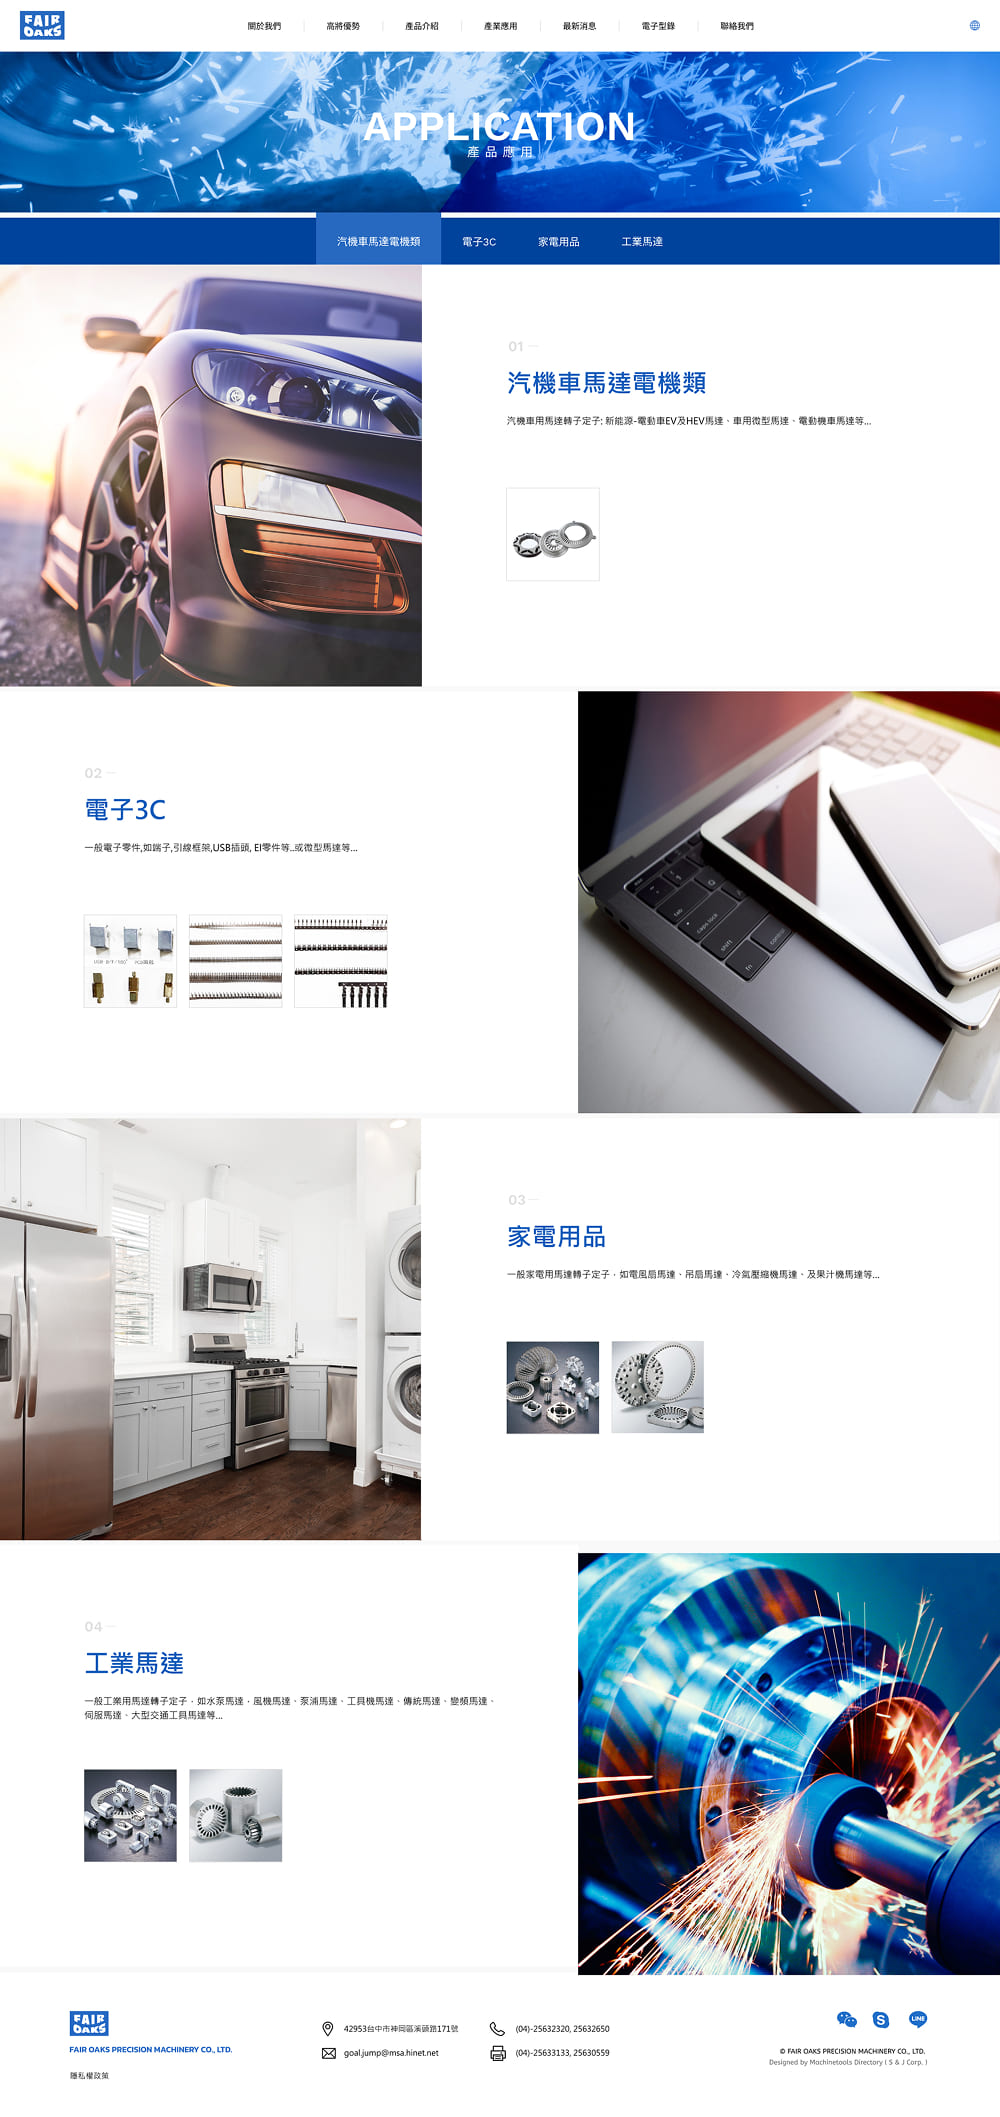 FAIR OAKS
關於我們
高將優勢
產品介紹
產業應用
最新消息
電子型錄
聯絡我們
APPLICATION
產品應用
汽機車馬達電機類
電子3C
家電用品
工業馬達
01
汽機車馬達電機類
汽機車用馬達轉子定子: 新能源-電動車EV及HEV馬達、車用微型馬達、電動機車馬達等...
02
電子3C
一般電子零件,如端子,引線框架,USB插頭, EI零件等..或微型馬達等...
tab
caps lock
shift
fn
control
03
家電用品
一般家電用馬達轉子定子，如電風扇馬達、吊扇馬達，冷氣壓縮機馬達、及果汁機馬達等...
04
工業馬達
一般工業用馬達轉子定子，如水泵馬達，風機馬達、泵浦馬達、工具機馬達、傳統馬達、變頻馬達、
伺服馬達、大型交通工具馬達等...
FAIR OAKS
FAIR OAKS PRECISION MACHINERY CO., LTD.
隱私權政策
42953台中市神岡區溪頭路171號
goal.jump@msa.hinet.net
(04)-25632320, 25632650
(04)-25633133, 25630559
LINE
© FAIR OAKS PRECISION MACHINERY CO., LTD.
Designed by Machinetools Directory ( S & J Corp. )